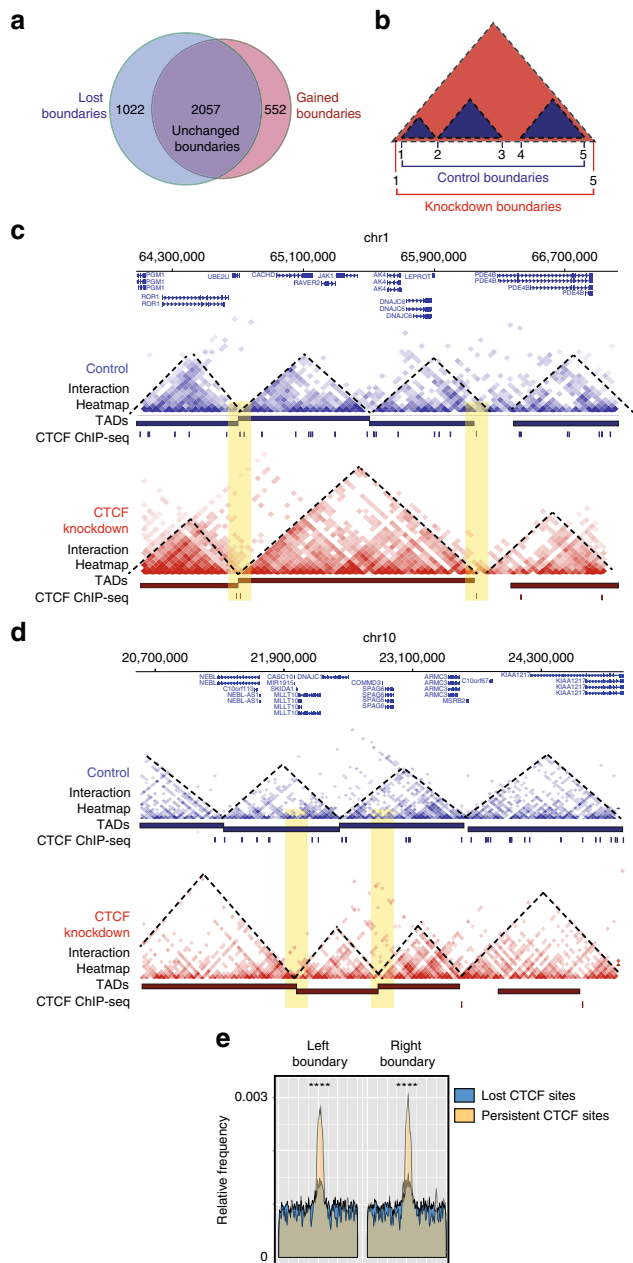 a
Lost boundaries
1022
2057
Unchanged boundaries
552
Gained boundaries
b
1
2
3
4
5
Control boundaries
1
5
Knockdown boundaries
c
chr1
64,300,000
65,100,000
65,900,000
66,700,000
PGM1
PGM1
PGM1
ROR1
ROR1
UBE2U
CACHD1
RAVER2
JAK1
AK4
AK4
AK4
LEPROT
DNAJC6
DNAJC6
DNAJC6
PDE4B
PDE4B
PDE4B
PDE4B
Control
Interaction
Heatmap
TADs
CTCF ChIP-seq
CTCF
knockdown
Interaction
Heatmap
TADs
CTCF ChIP-seq
d
chr10
20,700,000
21,900,000
23,100,000
24,300,000
NEBL
NEBL
C10orf113
NEBL-AS1
NEBL-AS1
CASC10
MIR1915
SKIDA1
MLLT10
MLLT10
MLLT10
DNAJC1
COMMD3
SPAG6
SPAG6
SPAG6
SPAG6
ARMC3
ARMC3
ARMC3
ARMC3
MSRB2
C10orf67
KIAA1217
KIAA1217
KIAA1217
KIAA1217
Control
Interaction
Heatmap
TADs
CTCF ChIP-seq
CTCF
knockdown
Interaction
Heatmap
TADs
CTCF ChIP-seq
e
Left
boundary
Right
boundary
****
****
0.003
Relative frequency
0
Lost CTCF sites
Persistent CTCF sites